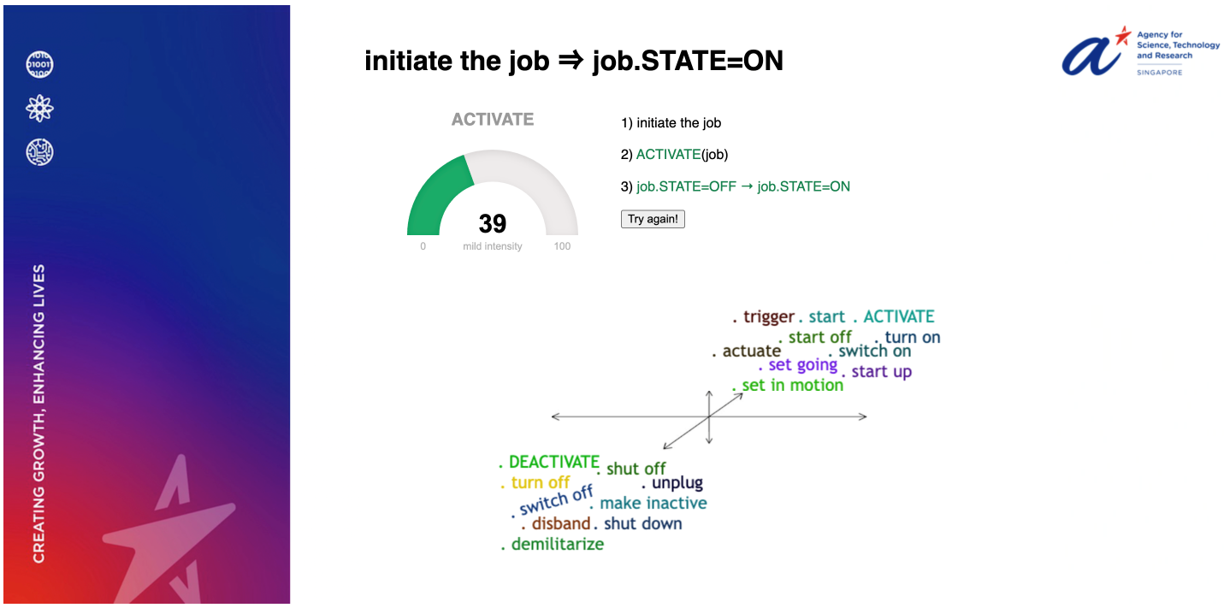 initiate the job ⇒ job.STATE=ON
Agency for
Science, Technology
and Research
SINGAPORE
CREATING GROWTH, ENHANCING LIVES
ACTIVATE
39
0
mild intensity
100
1) initiate the job
2) ACTIVATE(job)
3) job.STATE=OFF → job.STATE=ON
Try again!
. trigger . start . ACTIVATE
. start off . turn on
. actuate . switch on
. set going . start up
. set in motion
. DEACTIVATE . shut off
. turn off . unplug
. switch off . make inactive
. disband . shut down
. demilitarize